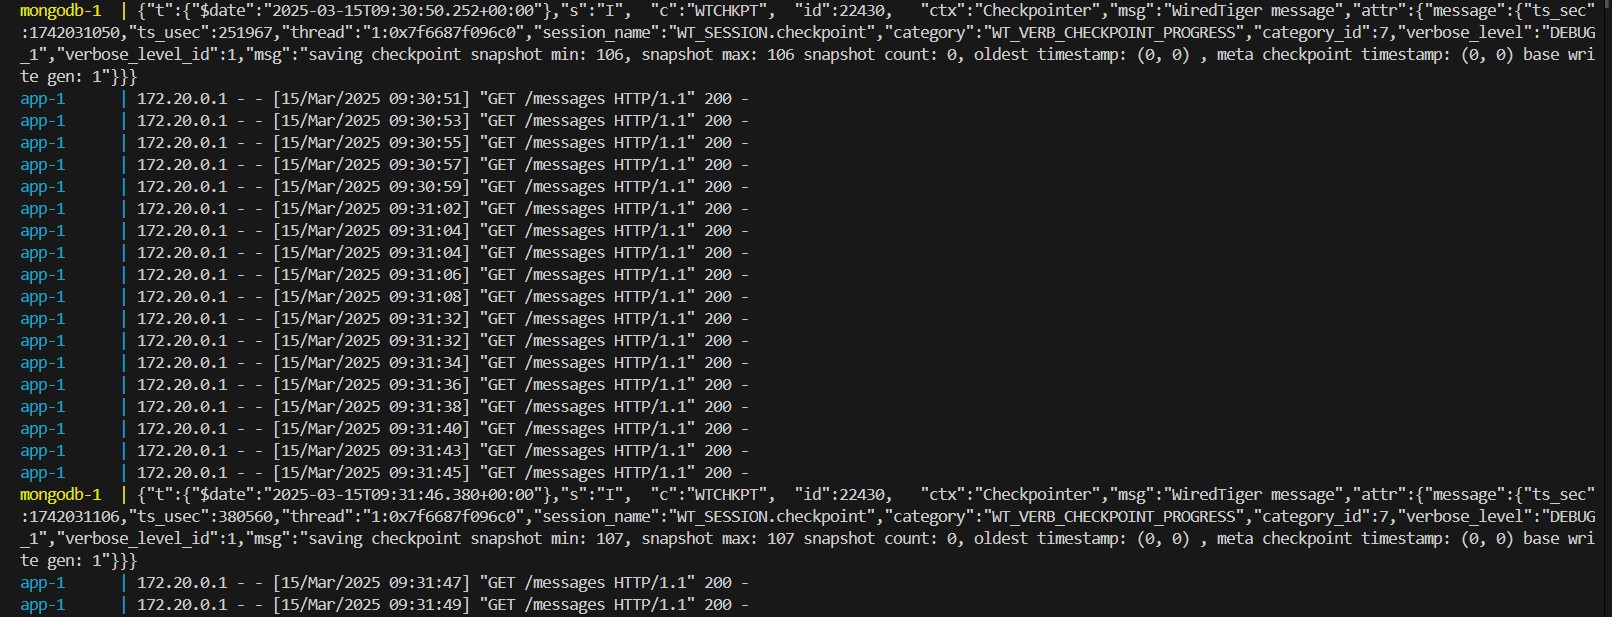 mongodb-1  | {"t":{"$date":"2025-03-15T09:30:50.252+00:00"},"s":"I",  "c":"WTCHKPT",  "id":22430,   "ctx":"Checkpointer","msg":"WiredTiger message","attr":{"message":{"ts_sec"
:1742031050,"ts_usec":251967,"thread":"1:0x7f6687f096c0","session_name":"WT_SESSION.checkpoint","category":"WT_VERB_CHECKPOINT_PROGRESS","category_id":7,"verbose_level":"DEBUG
_1","verbose_level_id":1,"msg":"saving checkpoint snapshot min: 106, snapshot max: 106 snapshot count: 0, oldest timestamp: (0, 0) , meta checkpoint timestamp: (0, 0) base wri
te gen: 1"}}}
app-1      | 172.20.0.1 - - [15/Mar/2025 09:30:51] "GET /messages HTTP/1.1" 200 -
app-1      | 172.20.0.1 - - [15/Mar/2025 09:30:53] "GET /messages HTTP/1.1" 200 -
app-1      | 172.20.0.1 - - [15/Mar/2025 09:30:55] "GET /messages HTTP/1.1" 200 -
app-1      | 172.20.0.1 - - [15/Mar/2025 09:30:57] "GET /messages HTTP/1.1" 200 -
app-1      | 172.20.0.1 - - [15/Mar/2025 09:30:59] "GET /messages HTTP/1.1" 200 -
app-1      | 172.20.0.1 - - [15/Mar/2025 09:31:02] "GET /messages HTTP/1.1" 200 -
app-1      | 172.20.0.1 - - [15/Mar/2025 09:31:04] "GET /messages HTTP/1.1" 200 -
app-1      | 172.20.0.1 - - [15/Mar/2025 09:31:04] "GET /messages HTTP/1.1" 200 -
app-1      | 172.20.0.1 - - [15/Mar/2025 09:31:06] "GET /messages HTTP/1.1" 200 -
app-1      | 172.20.0.1 - - [15/Mar/2025 09:31:08] "GET /messages HTTP/1.1" 200 -
app-1      | 172.20.0.1 - - [15/Mar/2025 09:31:32] "GET /messages HTTP/1.1" 200 -
app-1      | 172.20.0.1 - - [15/Mar/2025 09:31:32] "GET /messages HTTP/1.1" 200 -
app-1      | 172.20.0.1 - - [15/Mar/2025 09:31:34] "GET /messages HTTP/1.1" 200 -
app-1      | 172.20.0.1 - - [15/Mar/2025 09:31:36] "GET /messages HTTP/1.1" 200 -
app-1      | 172.20.0.1 - - [15/Mar/2025 09:31:38] "GET /messages HTTP/1.1" 200 -
app-1      | 172.20.0.1 - - [15/Mar/2025 09:31:40] "GET /messages HTTP/1.1" 200 -
app-1      | 172.20.0.1 - - [15/Mar/2025 09:31:43] "GET /messages HTTP/1.1" 200 -
app-1      | 172.20.0.1 - - [15/Mar/2025 09:31:45] "GET /messages HTTP/1.1" 200 -
mongodb-1  | {"t":{"$date":"2025-03-15T09:31:46.380+00:00"},"s":"I",  "c":"WTCHKPT",  "id":22430,   "ctx":"Checkpointer","msg":"WiredTiger message","attr":{"message":{"ts_sec"
:1742031106,"ts_usec":380560,"thread":"1:0x7f6687f096c0","session_name":"WT_SESSION.checkpoint","category":"WT_VERB_CHECKPOINT_PROGRESS","category_id":7,"verbose_level":"DEBUG
_1","verbose_level_id":1,"msg":"saving checkpoint snapshot min: 107, snapshot max: 107 snapshot count: 0, oldest timestamp: (0, 0) , meta checkpoint timestamp: (0, 0) base wri
te gen: 1"}}}
app-1      | 172.20.0.1 - - [15/Mar/2025 09:31:47] "GET /messages HTTP/1.1" 200 -
app-1      | 172.20.0.1 - - [15/Mar/2025 09:31:49] "GET /messages HTTP/1.1" 200 -